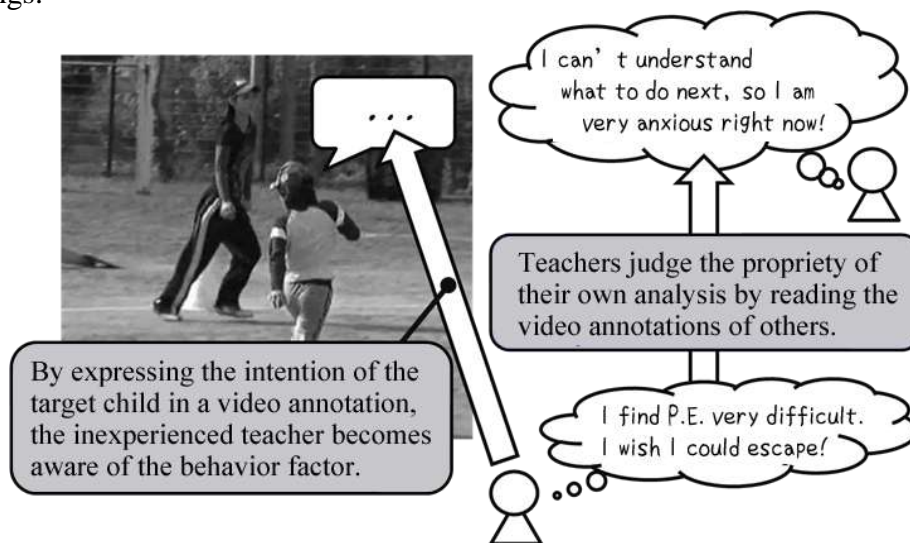 ngs.
I can't understand
what to do next, so I am
very anxious right now!
...
Teachers judge the propriety of
their own analysis by reading the
video annotations of others.
By expressing the intention of the
target child in a video annotation,
the inexperienced teacher becomes
aware of the behavior factor.
I find P.E. very difficult.
I wish I could escape!